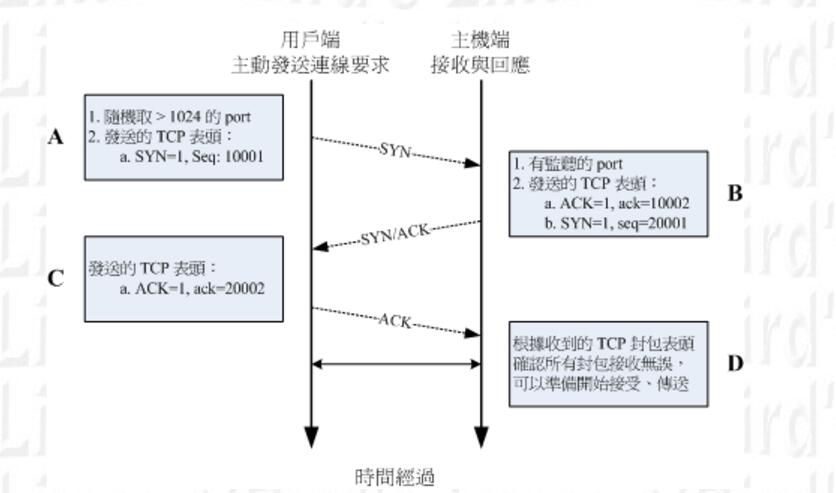 用戶端
主動發送連線要求
主機端
接收與回應
A
1. 隨機取 > 1024 的 port
2. 發送的 TCP 表頭：
a. SYN=1, Seq: 10001
SYN
1. 有監聽的 port
2. 發送的 TCP 表頭：
a. ACK=1, ack=10002
b. SYN=1, seq=20001
B
SYN/ACK
C
發送的 TCP 表頭：
a. ACK=1, ack=20002
ACK
根據收到的 TCP 封包表頭
確認所有封包接收無誤，
可以準備開始接受、傳送
D
時間經過